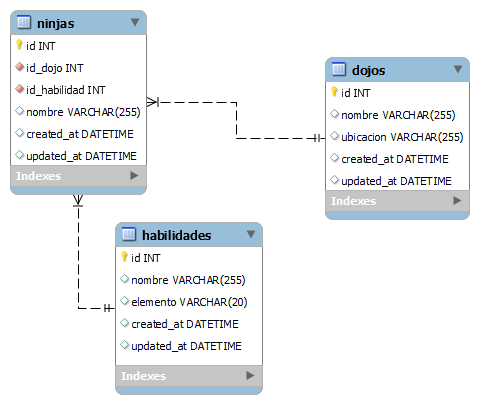 ninjas
id INT
id_dojo INT
id_habilidad INT
nombre VARCHAR(255)
created_at DATETIME
updated_at DATETIME
Indexes
dojos
id INT
nombre VARCHAR(255)
ubicacion VARCHAR(255)
created_at DATETIME
updated_at DATETIME
Indexes
habilidades
id INT
nombre VARCHAR(255)
elemento VARCHAR(20)
created_at DATETIME
updated_at DATETIME
Indexes